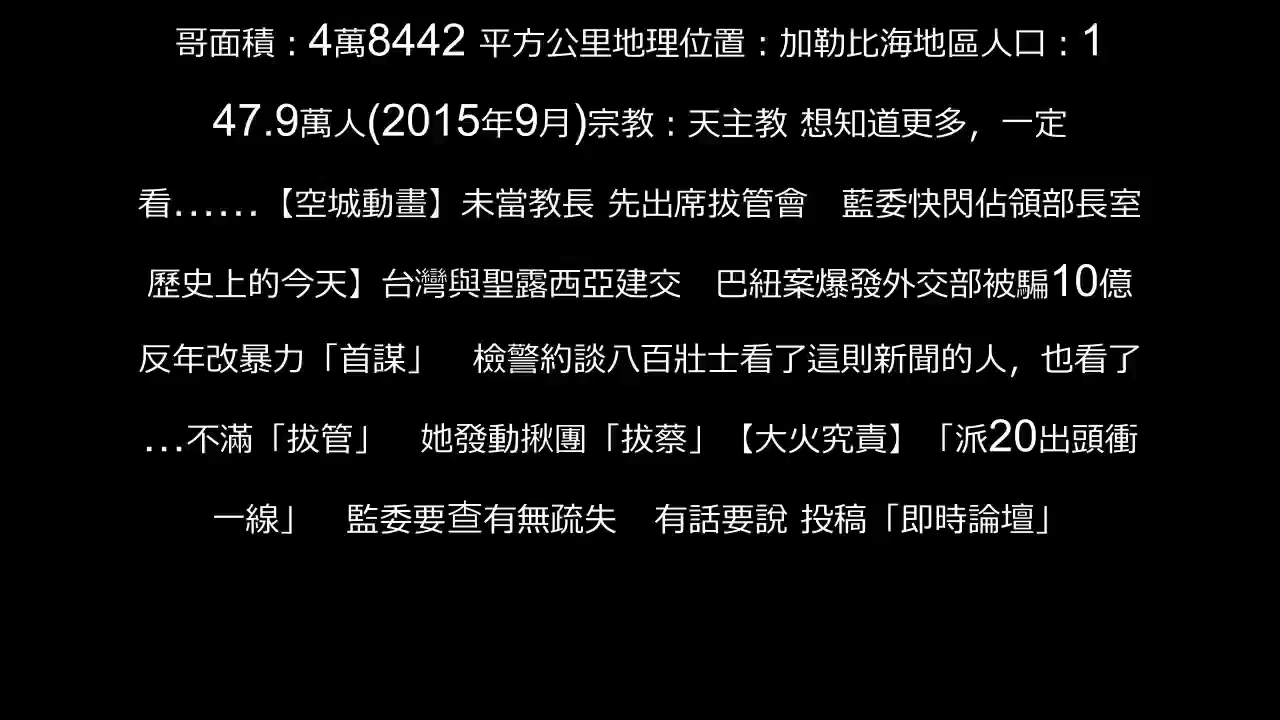 哥面積：4萬8442 平方公里地理位置：加勒比海地區人口：1
47.9萬人(2015年9月)宗教：天主教 想知道更多，一定
看……【空城動畫】未當教長 先出席拔管會　藍委快閃佔領部長室
歷史上的今天】台灣與聖露西亞建交　巴紐案爆發外交部被騙10億
反年改暴力「首謀」　檢警約談八百壯士看了這則新聞的人，也看了
…不滿「拔管」　她發動揪團「拔蔡」【大火究責】「派20出頭衝
一線」　監委要查有無疏失　有話要說 投稿「即時論壇」